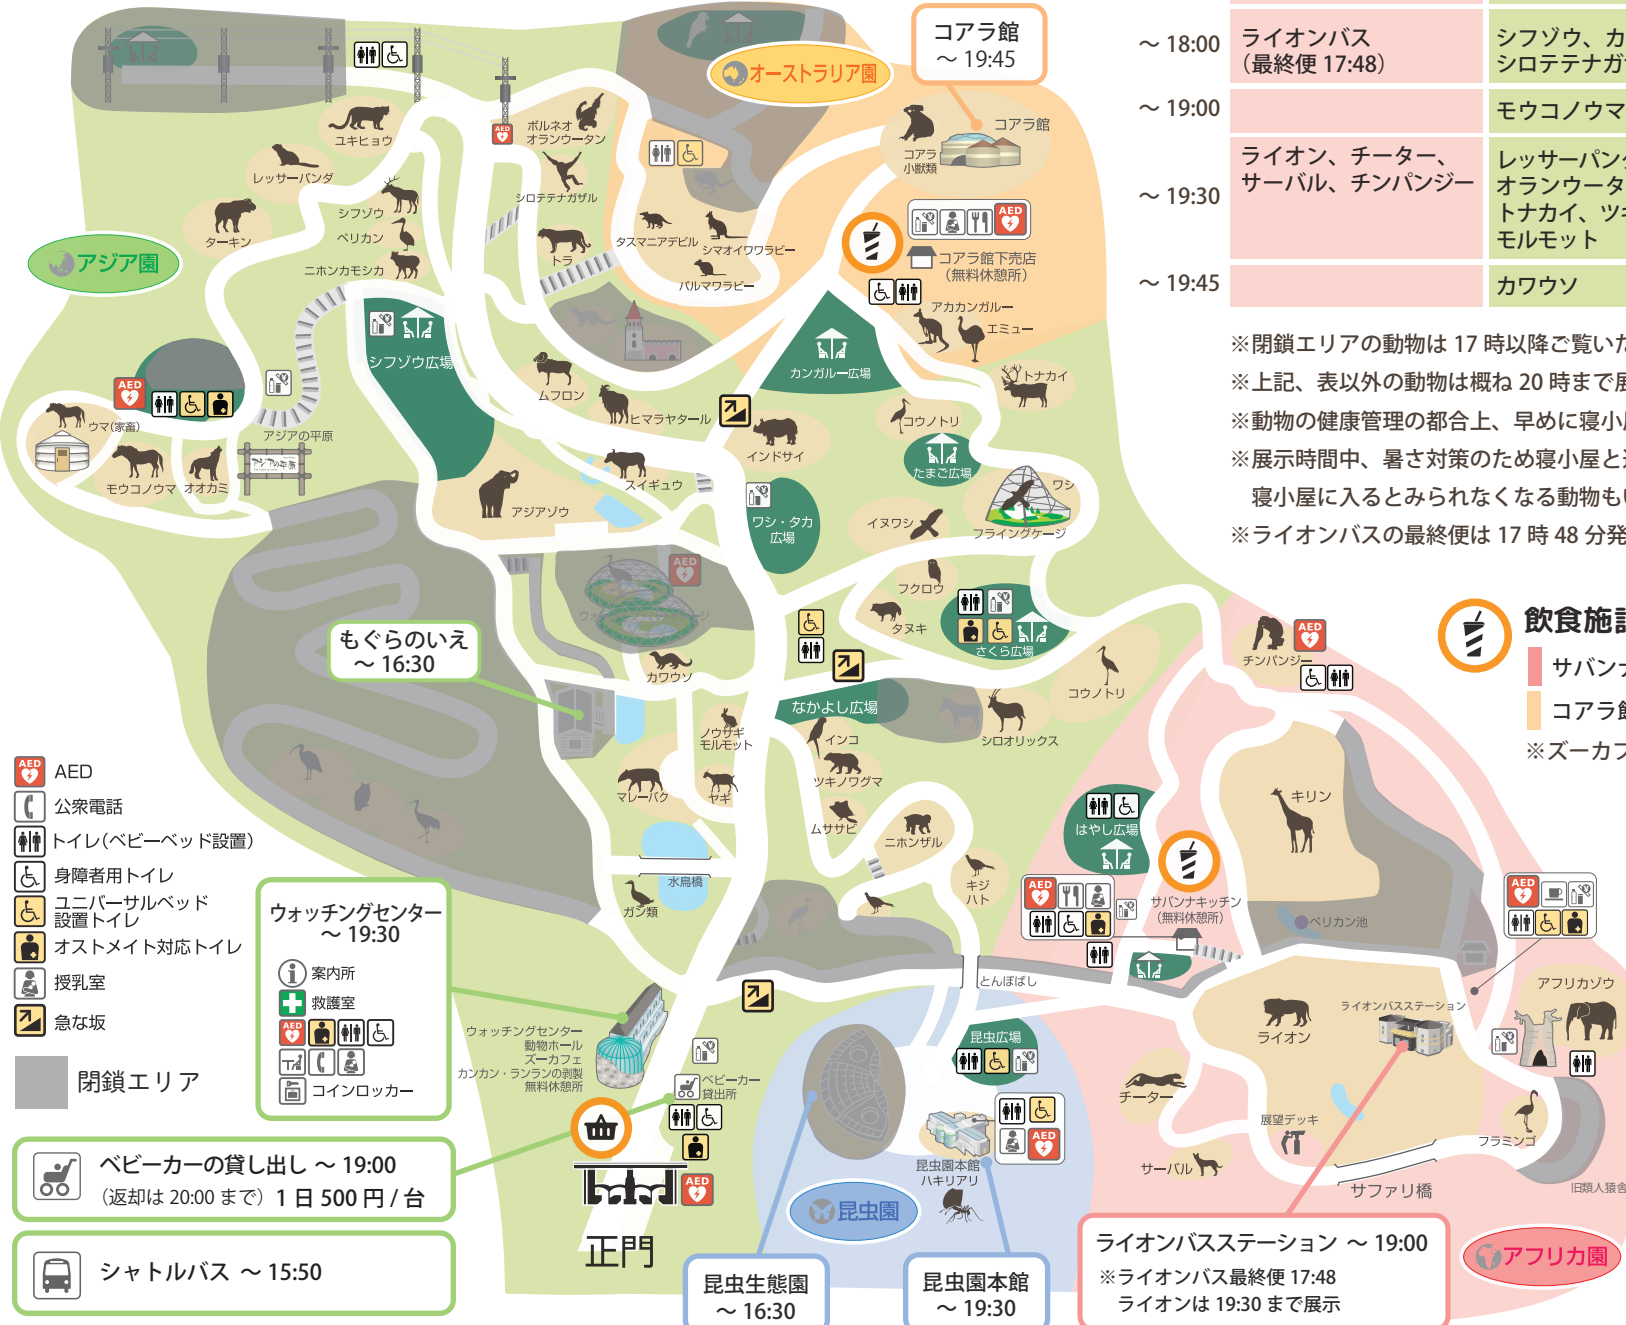 コアラ館
～ 19:45
オーストラリア園
～ 18:00
ライオンバス
（最終便 17:48）
シフゾウ、カ
シロテテナガ
～ 19:00
モウコノウマ
～ 19:30
ライオン、チーター、
サーバル、チンパンジー
レッサーパンダ
オランウータ
トナカイ、ツキ
モルモット
～ 19:45
カワウソ
※閉鎖エリアの動物は 17 時以降ご覧いた
※上記、表以外の動物は概ね 20 時まで展
※動物の健康管理の都合上、早めに寝小屋
※展示時間中、暑さ対策のため寝小屋と
寝小屋に入るとみられなくなる動物もい
※ライオンバスの最終便は 17 時 48 分発
飲食施設
サバンナ
コアラ館
※ズーカフ
ユキヒョウ
レッサーパンダ
ターキン
アジア園
シフゾウ
ペリカン
ニホンカモシカ
AED
ボルネオ
オランウータン
シロテテナガザル
トラ
タスマニアデビル
シマオイワワラビー
パルマワラビー
コアラ
小獣類
コアラ館
AED
コアラ館下売店
（無料休憩所）
アカカンガルー
エミュー
シフゾウ広場
カンガルー広場
トナカイ
ムフロン
ヒマラヤタール
コウノトリ
たまご広場
AED
ウマ(家畜)
モウコノウマ
オオカミ
アジアの平原
アジアの平原
アジアゾウ
スイギュウ
インドサイ
ワシ・タカ
広場
イヌワシ
ワシ
フライングケージ
AED
フクロウ
タヌキ
さくら広場
もぐらのいえ
～ 16:30
カワウソ
なかよし広場
シロオリックス
コウノトリ
チンパンジー
AED
ノウサギ
モルモット
インコ
ツキノワグマ
マレーバク
ヤギ
ムササビ
ニホンザル
キジ
ハト
水鳥橋
ガン類
キリン
はやし広場
サバンナキッチン
（無料休憩所）
AED
ペリカン池
とんぼばし
AED
アフリカゾウ
ライオンバスステーション
ライオン
チーター
サーバル
展望デッキ
サファリ橋
フラミンゴ
旧類人猿舎
AED
AED
公衆電話
トイレ(ベビーベッド設置)
身障者用トイレ
ユニバーサルベッド
設置トイレ
オストメイト対応トイレ
授乳室
急な坂
閉鎖エリア
ウォッチングセンター
～ 19:30
案内所
救護室
AED
コインロッカー
ウォッチングセンター
動物ホール
ズーカフェ
カンカン・ランランの剥製
無料休憩所
ベビーカー
貸出所
AED
正門
ベビーカーの貸し出し ～ 19:00
（返却は 20:00 まで）１日 500 円 / 台
シャトルバス ～ 15:50
昆虫広場
昆虫園本館
ハキリアリ
AED
昆虫園
昆虫生態園
～ 16:30
昆虫園本館
～ 19:30
ライオンバスステーション ～ 19:00
※ライオンバス最終便 17:48
ライオンは 19:30 まで展示
アフリカ園